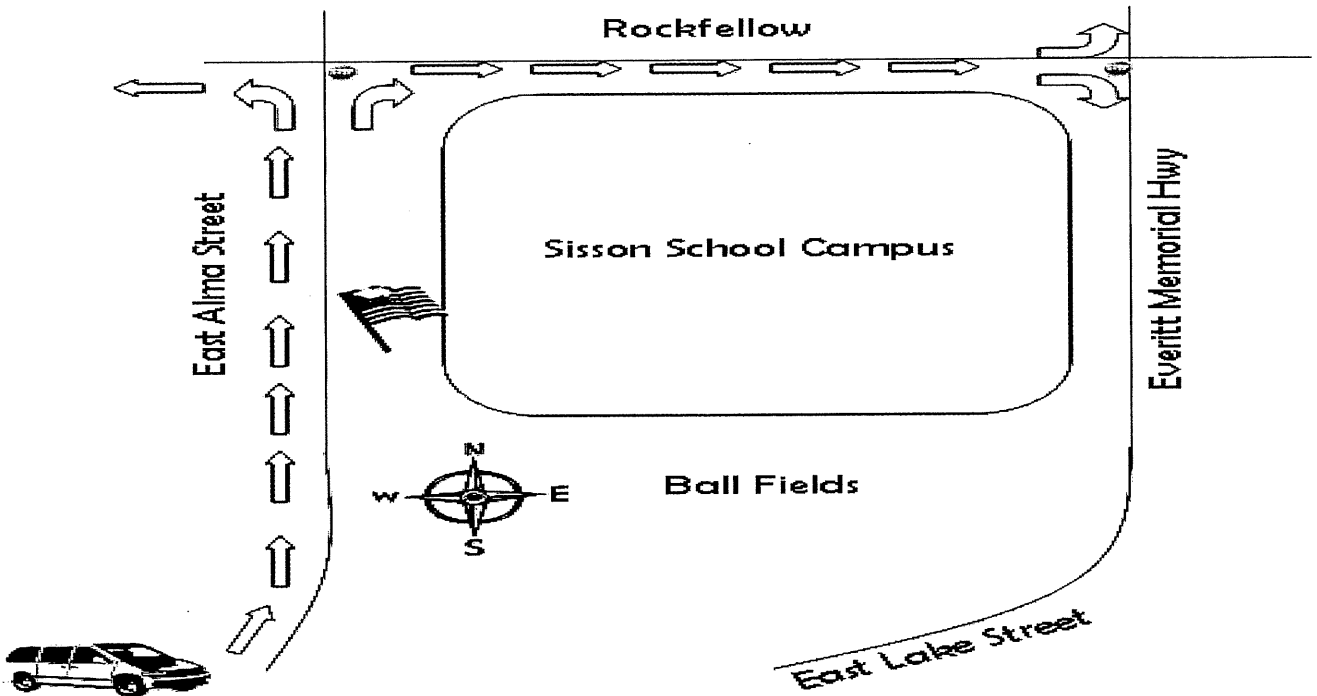 Rockfellow
East Alma Street
Sisson School Campus
Everitt Memorial Hwy
N
W E
S
Ball Fields
East Lake Street